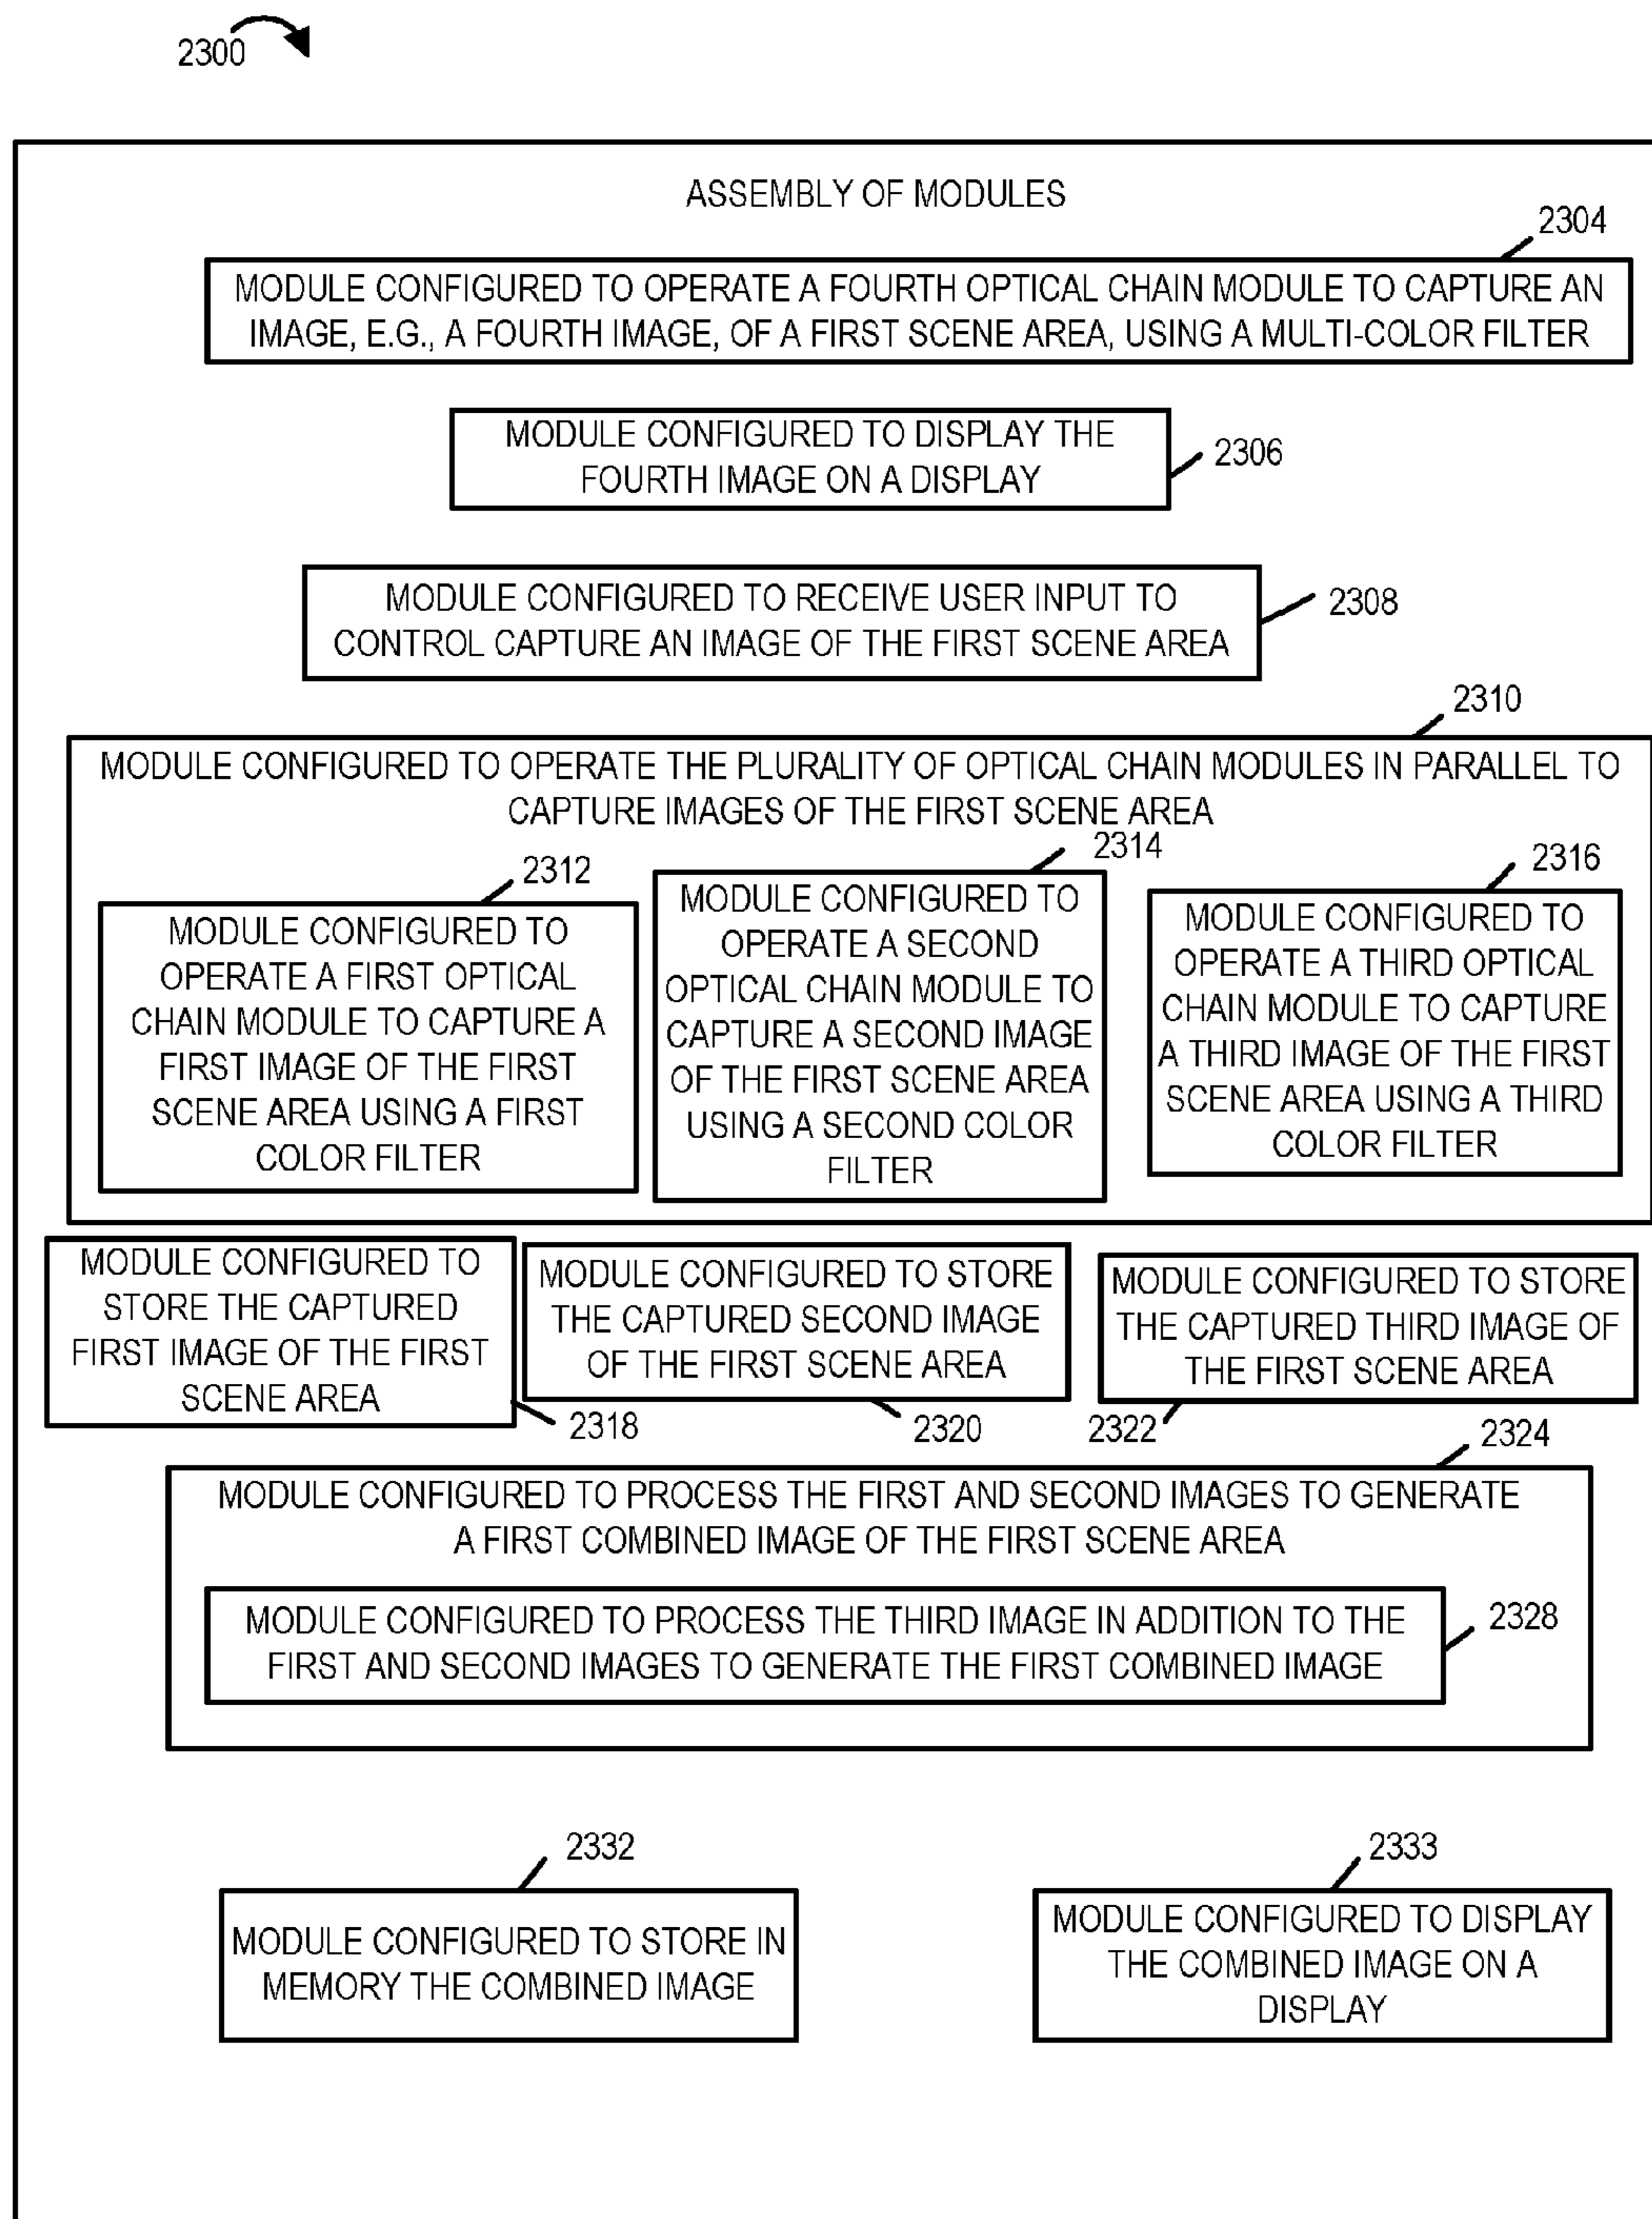 2300
ASSEMBLY OF MODULES
2304
MODULE CONFIGURED TO OPERATE A FOURTH OPTICAL CHAIN MODULE TO CAPTURE AN
IMAGE, E.G., A FOURTH IMAGE, OF A FIRST SCENE AREA, USING A MULTI-COLOR FILTER
MODULE CONFIGURED TO DISPLAY THE
FOURTH IMAGE ON A DISPLAY
2306
MODULE CONFIGURED TO RECEIVE USER INPUT TO
CONTROL CAPTURE AN IMAGE OF THE FIRST SCENE AREA
2308
2310
MODULE CONFIGURED TO OPERATE THE PLURALITY OF OPTICAL CHAIN MODULES IN PARALLEL TO
CAPTURE IMAGES OF THE FIRST SCENE AREA
2312
MODULE CONFIGURED TO
OPERATE A FIRST OPTICAL
CHAIN MODULE TO CAPTURE A
FIRST IMAGE OF THE FIRST
SCENE AREA USING A FIRST
COLOR FILTER
2314
MODULE CONFIGURED TO
OPERATE A SECOND
OPTICAL CHAIN MODULE TO
CAPTURE A SECOND IMAGE
OF THE FIRST SCENE AREA
USING A SECOND COLOR
FILTER
2316
MODULE CONFIGURED TO
OPERATE A THIRD OPTICAL
CHAIN MODULE TO CAPTURE
A THIRD IMAGE OF THE FIRST
SCENE AREA USING A THIRD
COLOR FILTER
MODULE CONFIGURED TO
STORE THE CAPTURED
FIRST IMAGE OF THE FIRST
SCENE AREA
2318
MODULE CONFIGURED TO STORE
THE CAPTURED SECOND IMAGE
OF THE FIRST SCENE AREA
2320
MODULE CONFIGURED TO STORE
THE CAPTURED THIRD IMAGE OF
THE FIRST SCENE AREA
2322
2324
MODULE CONFIGURED TO PROCESS THE FIRST AND SECOND IMAGES TO GENERATE
A FIRST COMBINED IMAGE OF THE FIRST SCENE AREA
MODULE CONFIGURED TO PROCESS THE THIRD IMAGE IN ADDITION TO THE
FIRST AND SECOND IMAGES TO GENERATE THE FIRST COMBINED IMAGE
2328
2332
MODULE CONFIGURED TO STORE IN
MEMORY THE COMBINED IMAGE
2333
MODULE CONFIGURED TO DISPLAY
THE COMBINED IMAGE ON A
DISPLAY